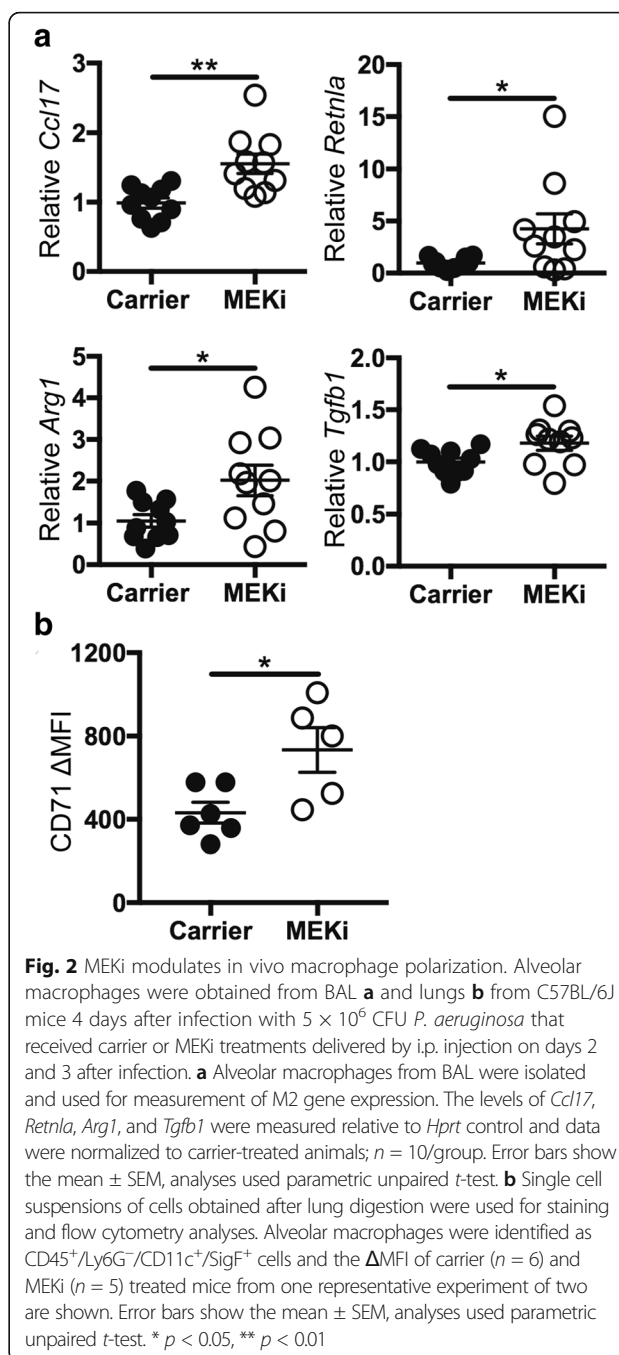 a
3
2
1
0
Relative Ccl17
**
Carrier MEKi
20
15
10
5
0
Relative Retnla
*
Carrier MEKi
5
4
3
2
1
0
Relative Arg1
*
Carrier MEKi
2.0
1.5
1.0
0.5
0.0
Relative Tgfb1
*
Carrier MEKi
b
1200
800
400
0
CD71 ΔMFI
*
Carrier MEKi
Fig. 2 MEKi modulates in vivo macrophage polarization. Alveolar
macrophages were obtained from BAL a and lungs b from C57BL/6J
mice 4 days after infection with 5 × 10⁶ CFU P. aeruginosa that
received carrier or MEKi treatments delivered by i.p. injection on days 2
and 3 after infection. a Alveolar macrophages from BAL were isolated
and used for measurement of M2 gene expression. The levels of Ccl17,
Retnla, Arg1, and Tgfb1 were measured relative to Hprt control and data
were normalized to carrier-treated animals; n = 10/group. Error bars show
the mean ± SEM, analyses used parametric unpaired t-test. b Single cell
suspensions of cells obtained after lung digestion were used for staining
and flow cytometry analyses. Alveolar macrophages were identified as
CD45⁺/Ly6G⁻/CD11c⁺/SigF⁺ cells and the ΔMFI of carrier (n = 6) and
MEKi (n = 5) treated mice from one representative experiment of two
are shown. Error bars show the mean ± SEM, analyses used parametric
unpaired t-test. * p < 0.05, ** p < 0.01